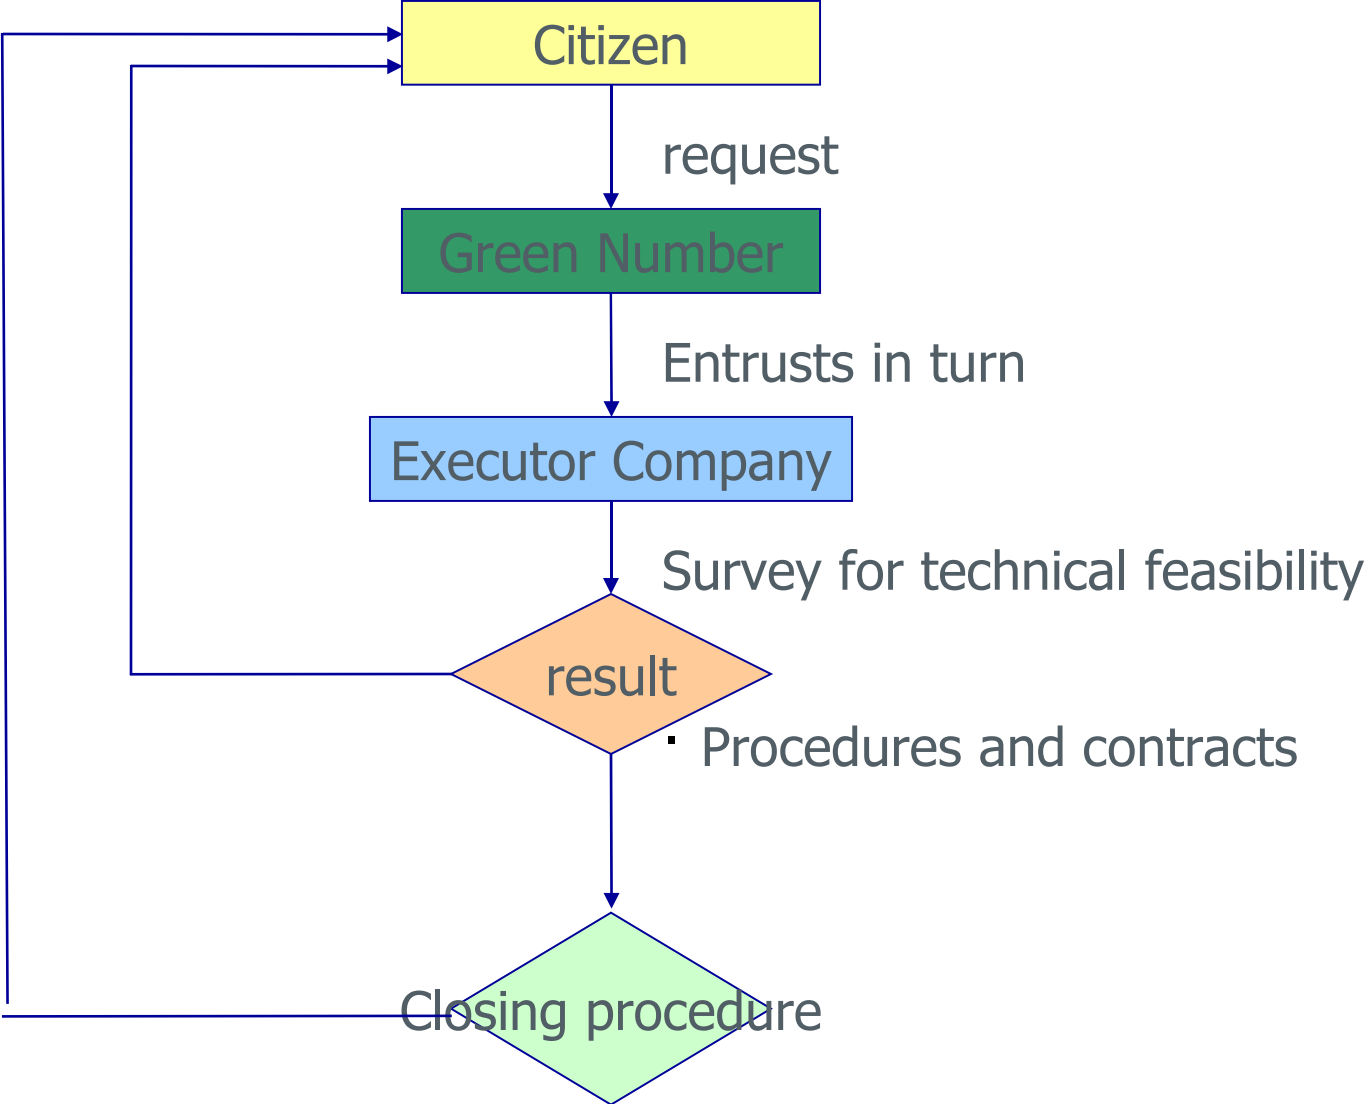 Citizen
request
Green Number
Entrusts in turn
Executor Company
Survey for technical feasibility
result
▪ Procedures and contracts
Closing procedure